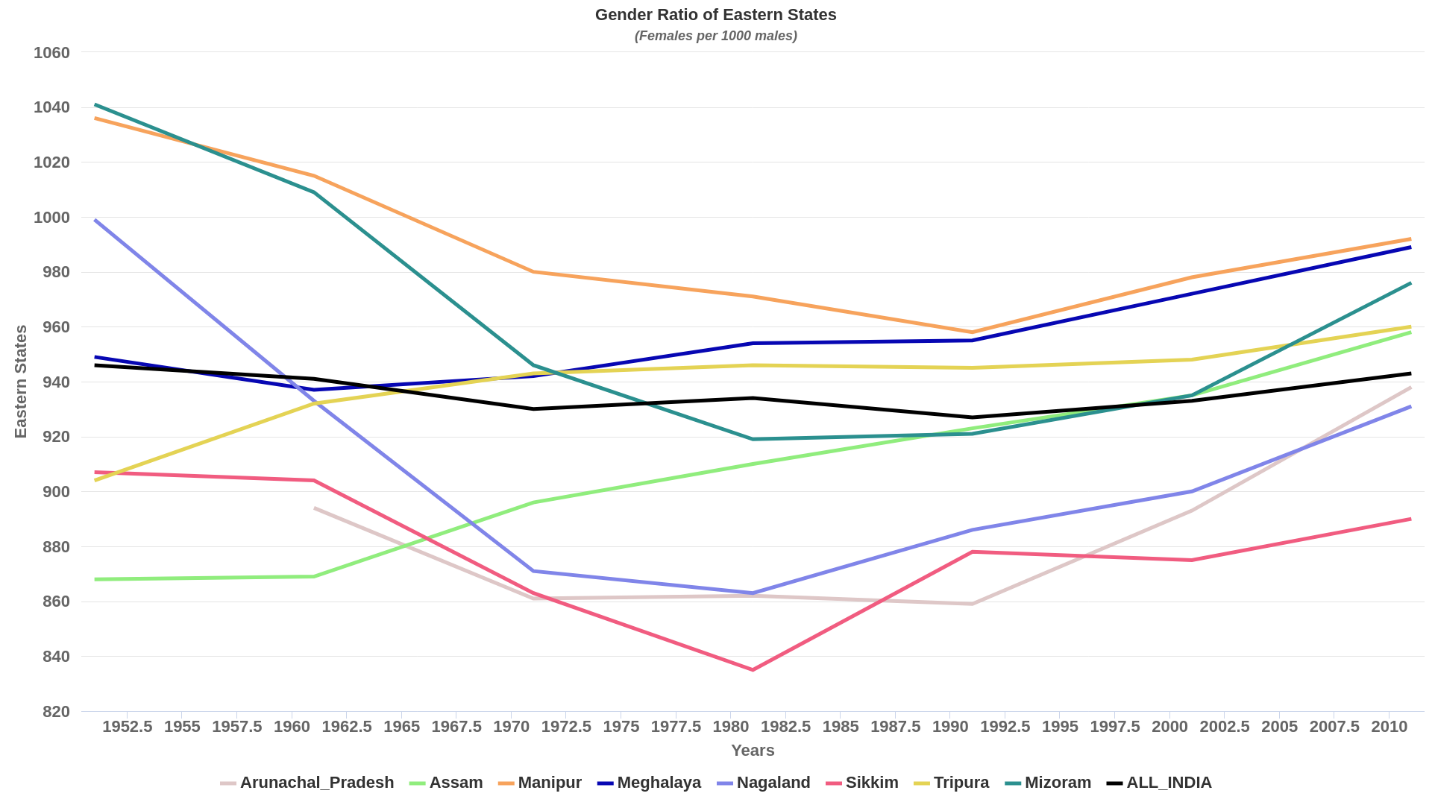 Gender Ratio of Eastern States
(Females per 1000 males)
1060
1040
1020
1000
980
960
940
920
900
880
860
840
820
Eastern States
1952.5 1955 1957.5 1960 1962.5 1965 1967.5 1970 1972.5 1975 1977.5 1980 1982.5 1985 1987.5 1990 1992.5 1995 1997.5 2000 2002.5 2005 2007.5 2010
Years
Arunachal_Pradesh Assam Manipur Meghalaya Nagaland Sikkim Tripura Mizoram ALL_INDIA